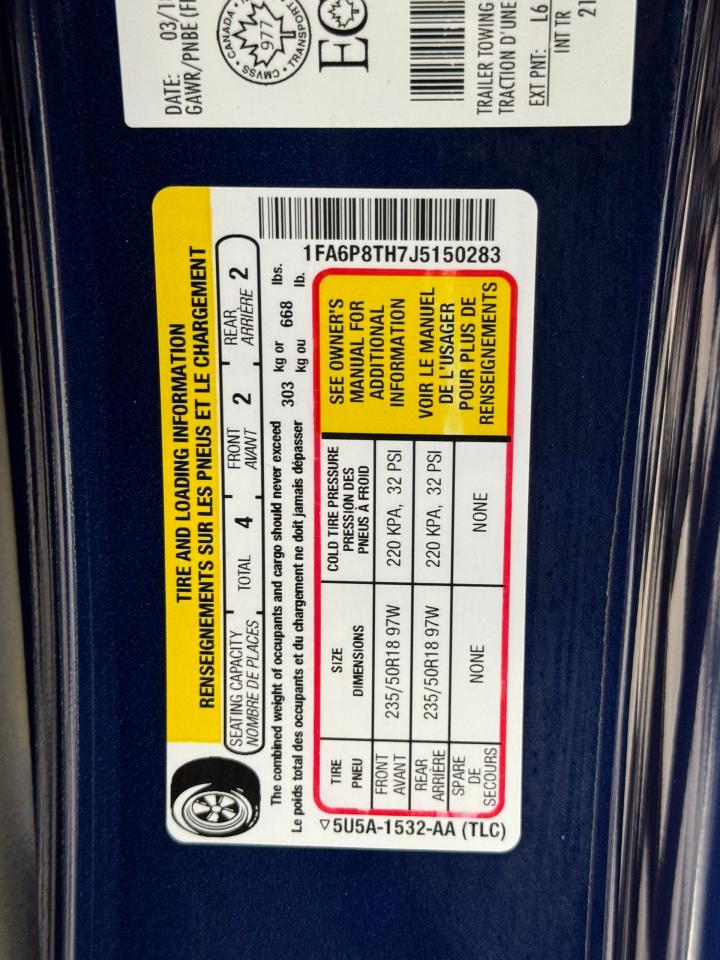 DATE: 03/18
GAWR/PNBE (FR
CANADA
977
CMVSS • TRANSPORT
TRAILER TOWING
TRACTION D'UNE
EXT PNT: L6
INT TR
21
TIRE AND LOADING INFORMATION
RENSEIGNEMENTS SUR LES PNEUS ET LE CHARGEMENT
SEATING CAPACITY TOTAL 4 FRONT 2 REAR 2
NOMBRE DE PLACES AVANT ARRIÈRE
The combined weight of occupants and cargo should never exceed 303 kg or 668 lbs.
Le poids total des occupants et du chargement ne doit jamais dépasser kg ou lb.
1FA6P8TH7J5150283
TIRE SIZE COLD TIRE PRESSURE
PNEU DIMENSIONS PRESSION DES
PNEUS À FROID
FRONT 235/50R18 97W 220 KPA, 32 PSI
AVANT
REAR 235/50R18 97W 220 KPA, 32 PSI
ARRIÈRE
SPARE NONE NONE
DE
SECOURS
SEE OWNER'S
MANUAL FOR
ADDITIONAL
INFORMATION
VOIR LE MANUEL
DE L'USAGER
POUR PLUS DE
RENSEIGNEMENTS
▽5U5A-1532-AA (TLC)